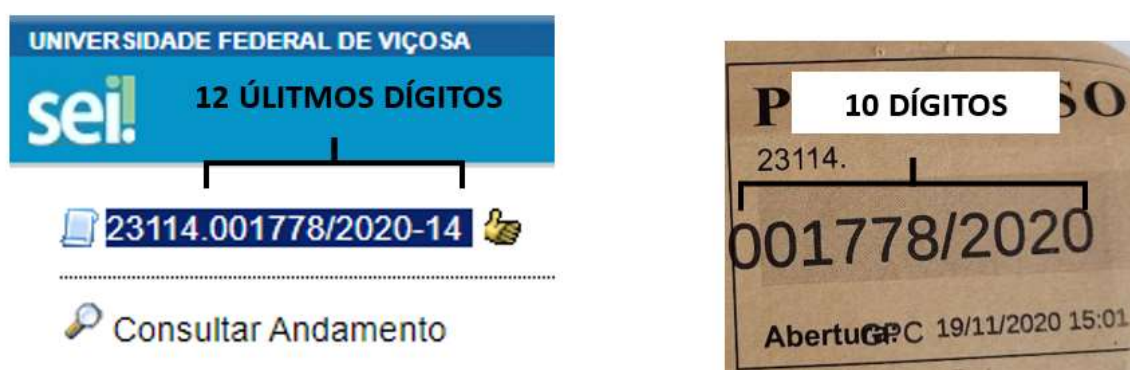 UNIVERSIDADE FEDERAL DE VIÇOSA
sei!
12 ÚLITMOS DÍGITOS
23114.001778/2020-14
Consultar Andamento
10 DÍGITOS
23114.
001778/2020
19/11/2020 15:01